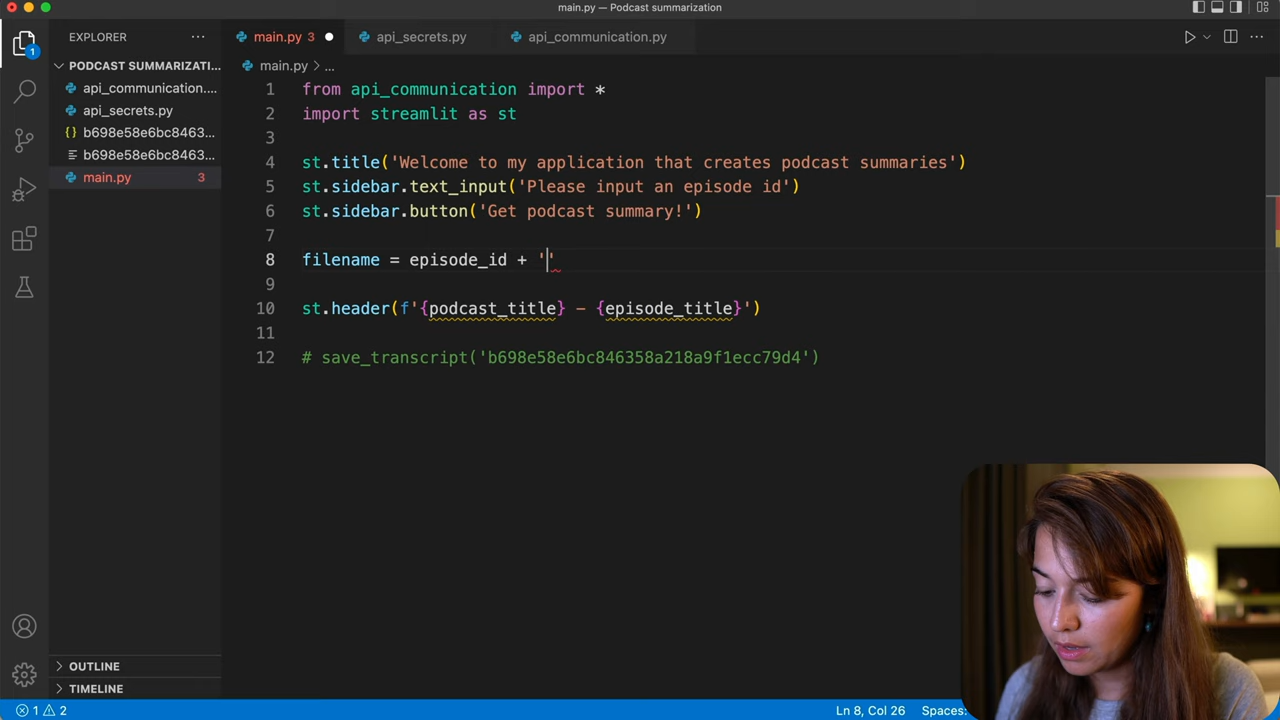 main.py — Podcast summarization
EXPLORER
main.py 3
api_secrets.py
api_communication.py
PODCAST SUMMARIZATI...
main.py > ...
api_communication....
api_secrets.py
b698e58e6bc8463...
b698e58e6bc8463...
main.py 3
1
1 from api_communication import *
2 import streamlit as st
3
4 st.title('Welcome to my application that creates podcast summaries')
5 st.sidebar.text_input('Please input an episode id')
6 st.sidebar.button('Get podcast summary!')
7
8 filename = episode_id + ''
9
10 st.header(f'{podcast_title} - {episode_title}')
11
12 # save_transcript('b698e58e6bc846358a218a9f1ecc79d4')
OUTLINE
TIMELINE
1 2
Ln 8, Col 26 Spaces: